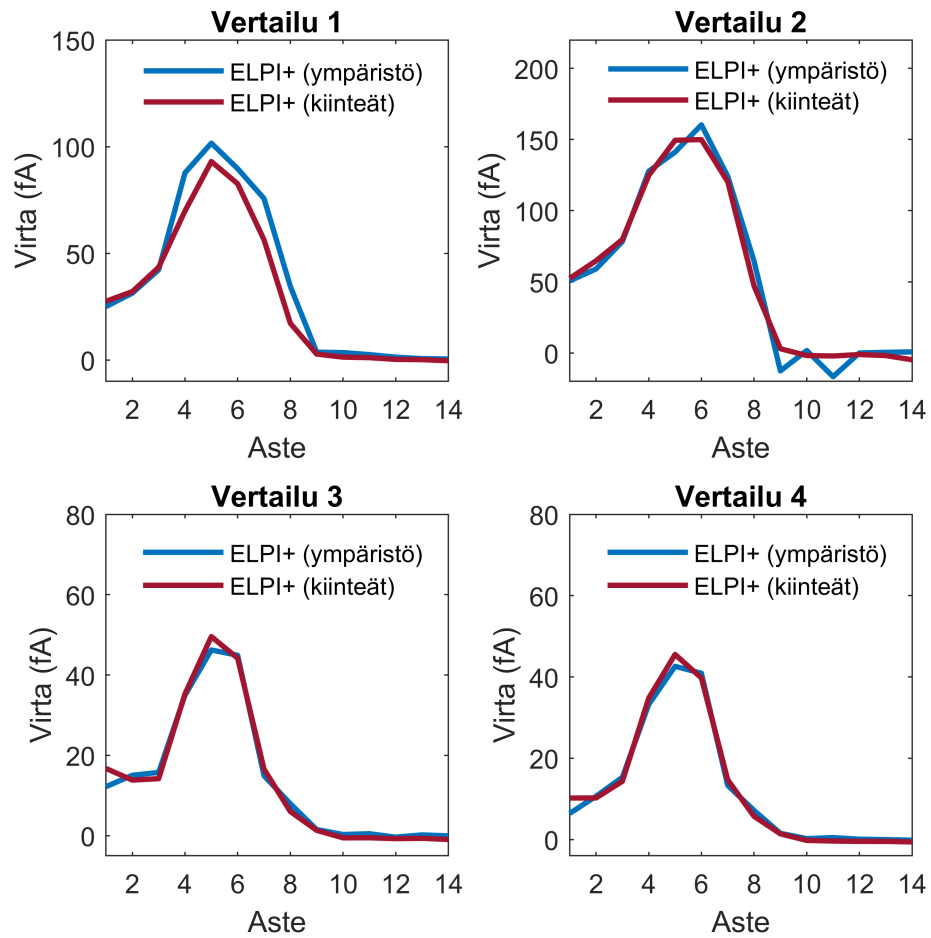 Vertailu 1
150
100
50
0
Virta (fA)
ELPI+ (ympäristö)
ELPI+ (kiinteät)
2 4 6 8 10 12 14
Aste
Vertailu 2
200
150
100
50
0
Virta (fA)
ELPI+ (ympäristö)
ELPI+ (kiinteät)
2 4 6 8 10 12 14
Aste
Vertailu 3
80
60
40
20
0
Virta (fA)
ELPI+ (ympäristö)
ELPI+ (kiinteät)
2 4 6 8 10 12 14
Aste
Vertailu 4
80
60
40
20
0
Virta (fA)
ELPI+ (ympäristö)
ELPI+ (kiinteät)
2 4 6 8 10 12 14
Aste